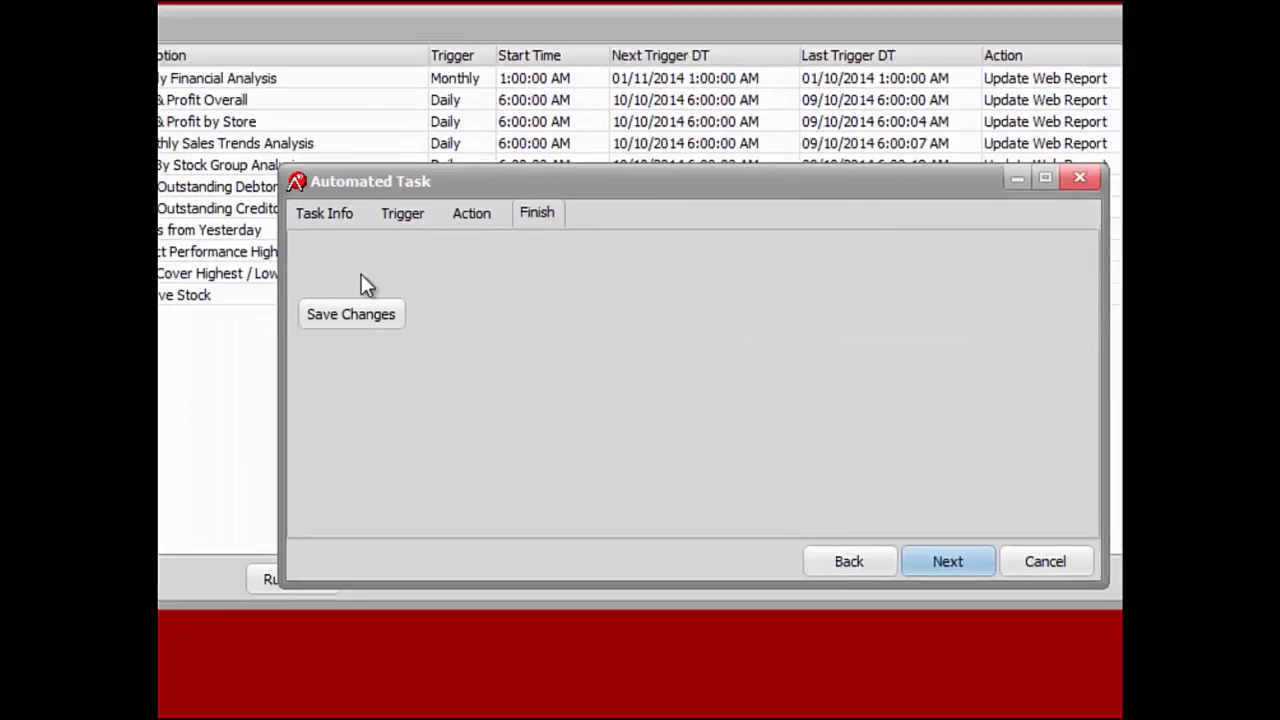 otion Trigger Start Time Next Trigger DT Last Trigger DT Action
ly Financial Analysis Monthly 1:00:00 AM 01/11/2014 1:00:00 AM 01/10/2014 1:00:00 AM Update Web Report
& Profit Overall Daily 6:00:00 AM 10/10/2014 6:00:00 AM 09/10/2014 6:00:00 AM Update Web Report
& Profit by Store Daily 6:00:00 AM 10/10/2014 6:00:00 AM 09/10/2014 6:00:04 AM Update Web Report
thly Sales Trends Analysis Daily 6:00:00 AM 10/10/2014 6:00:00 AM 09/10/2014 6:00:07 AM Update Web Report
By Stock Group Analy
Outstanding Debtor
Outstanding Credito
s from Yesterday
ct Performance High
Cover Highest / Low
ve Stock
Automated Task
Task Info Trigger Action Finish
Save Changes
Back Next Cancel
Ru